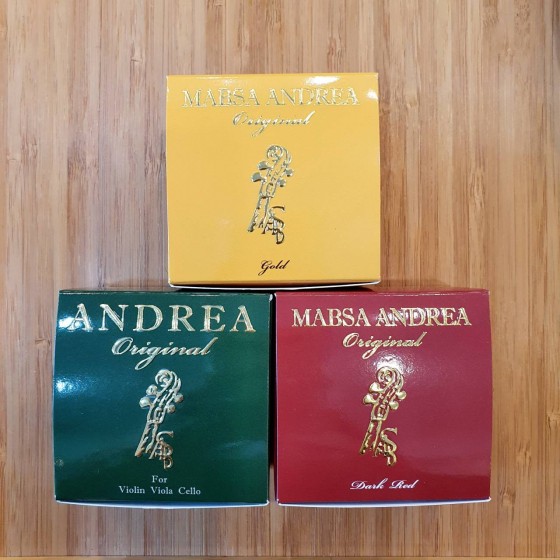 MABSA ANDREA
Original
Gold
ANDREA
Original
For
Violin Viola Cello
MABSA ANDREA
Original
Dark Red